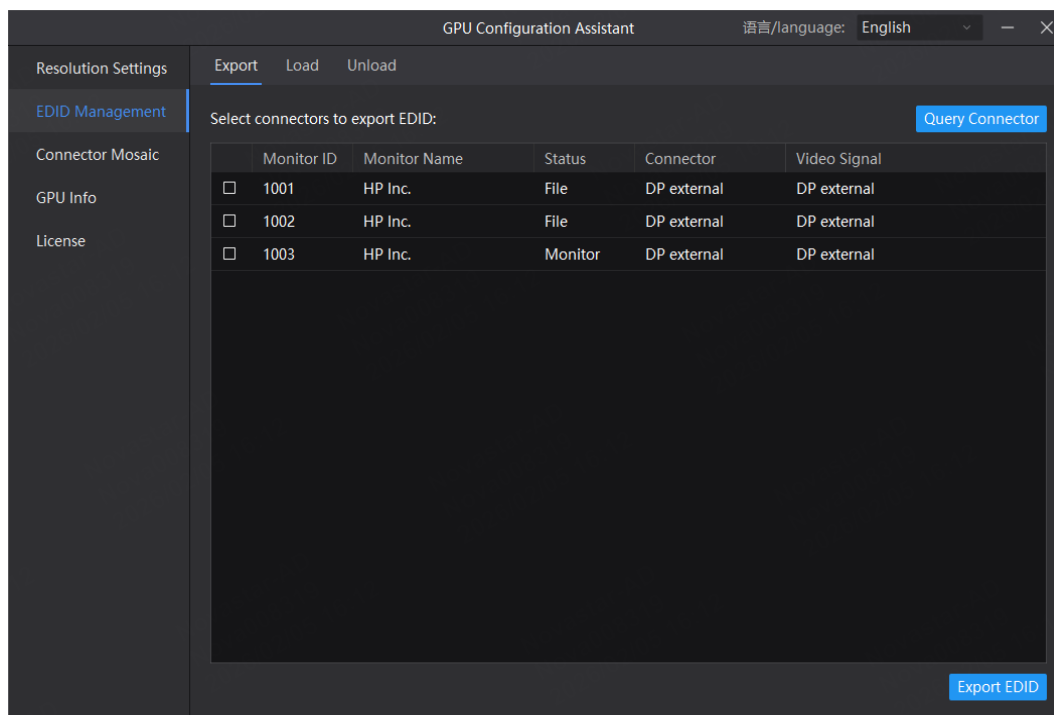 GPU Configuration Assistant 语言/language: English
Resolution Settings
EDID Management
Connector Mosaic
GPU Info
License
Export Load Unload
Select connectors to export EDID: Query Connector
Monitor ID Monitor Name Status Connector Video Signal
1001 HP Inc. File DP external DP external
1002 HP Inc. File DP external DP external
1003 HP Inc. Monitor DP external DP external
Export EDID